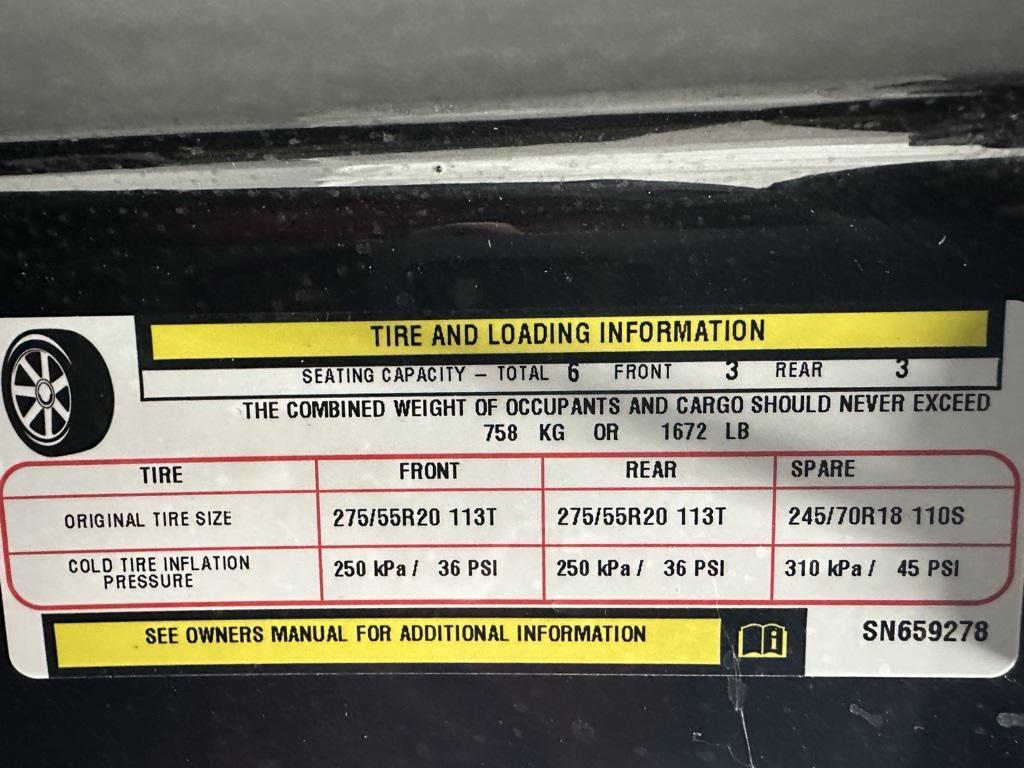 TIRE AND LOADING INFORMATION
SEATING CAPACITY – TOTAL 6 FRONT 3 REAR 3
THE COMBINED WEIGHT OF OCCUPANTS AND CARGO SHOULD NEVER EXCEED
758 KG OR 1672 LB
TIRE FRONT REAR SPARE
ORIGINAL TIRE SIZE 275/55R20 113T 275/55R20 113T 245/70R18 110S
COLD TIRE INFLATION
PRESSURE 250 kPa / 36 PSI 250 kPa / 36 PSI 310 kPa / 45 PSI
SEE OWNERS MANUAL FOR ADDITIONAL INFORMATION i
SN659278